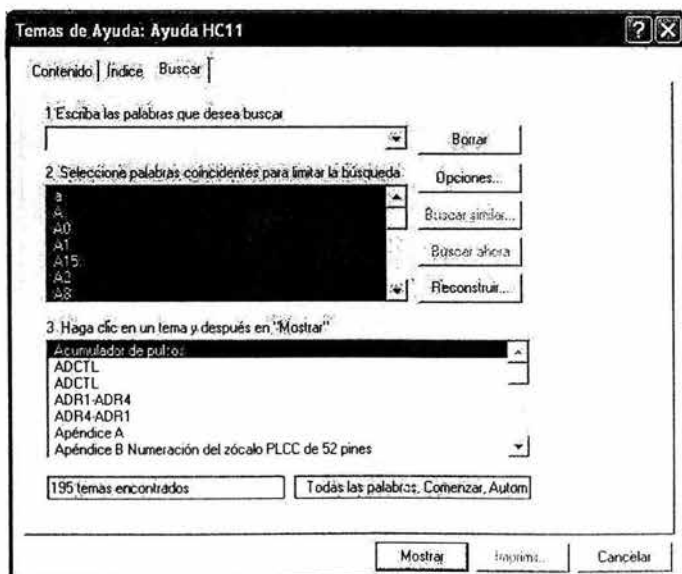 Temas de Ayuda: Ayuda HC11
Contenido Índice Buscar
1 Escriba las palabras que desea buscar
Borrar
2 Seleccione palabras coincidentes para limitar la búsqueda
Opciones...
a
A
A0
A1
A15
A2
A8
Buscar similar...
Buscar ahora
Reconstruir...
3 Haga clic en un tema y después en "Mostrar"
Acumulador de pulsos
ADCTL
ADCTL
ADR1-ADR4
ADR4-ADR1
Apéndice A
Apéndice B Numeración del zócalo PLCC de 52 pines
195 temas encontrados
Todas las palabras, Comenzar, Autom
Mostrar Imprimir... Cancelar